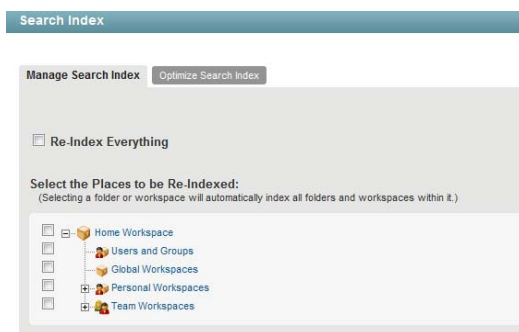 Search Index
Manage Search Index
Optimize Search Index
Re-Index Everything
Select the Places to be Re-Indexed:
(Selecting a folder or workspace will automatically index all folders and workspaces within it.)
Home Workspace
Users and Groups
Global Workspaces
Personal Workspaces
Team Workspaces